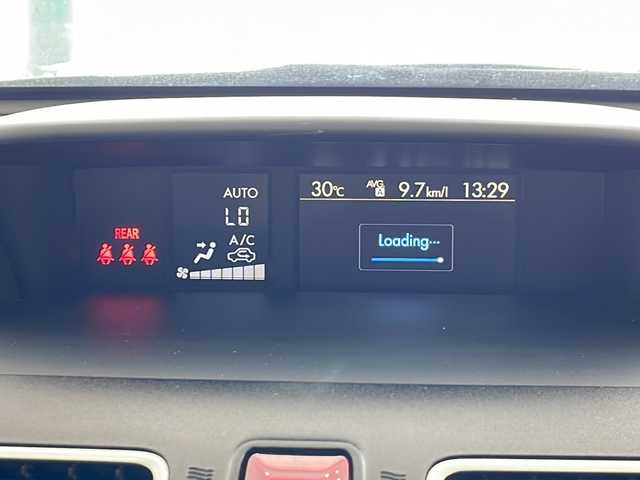 30°C AVG A 9.7km/l 13:29
AUTO
LO
REAR
A/C
Loading...